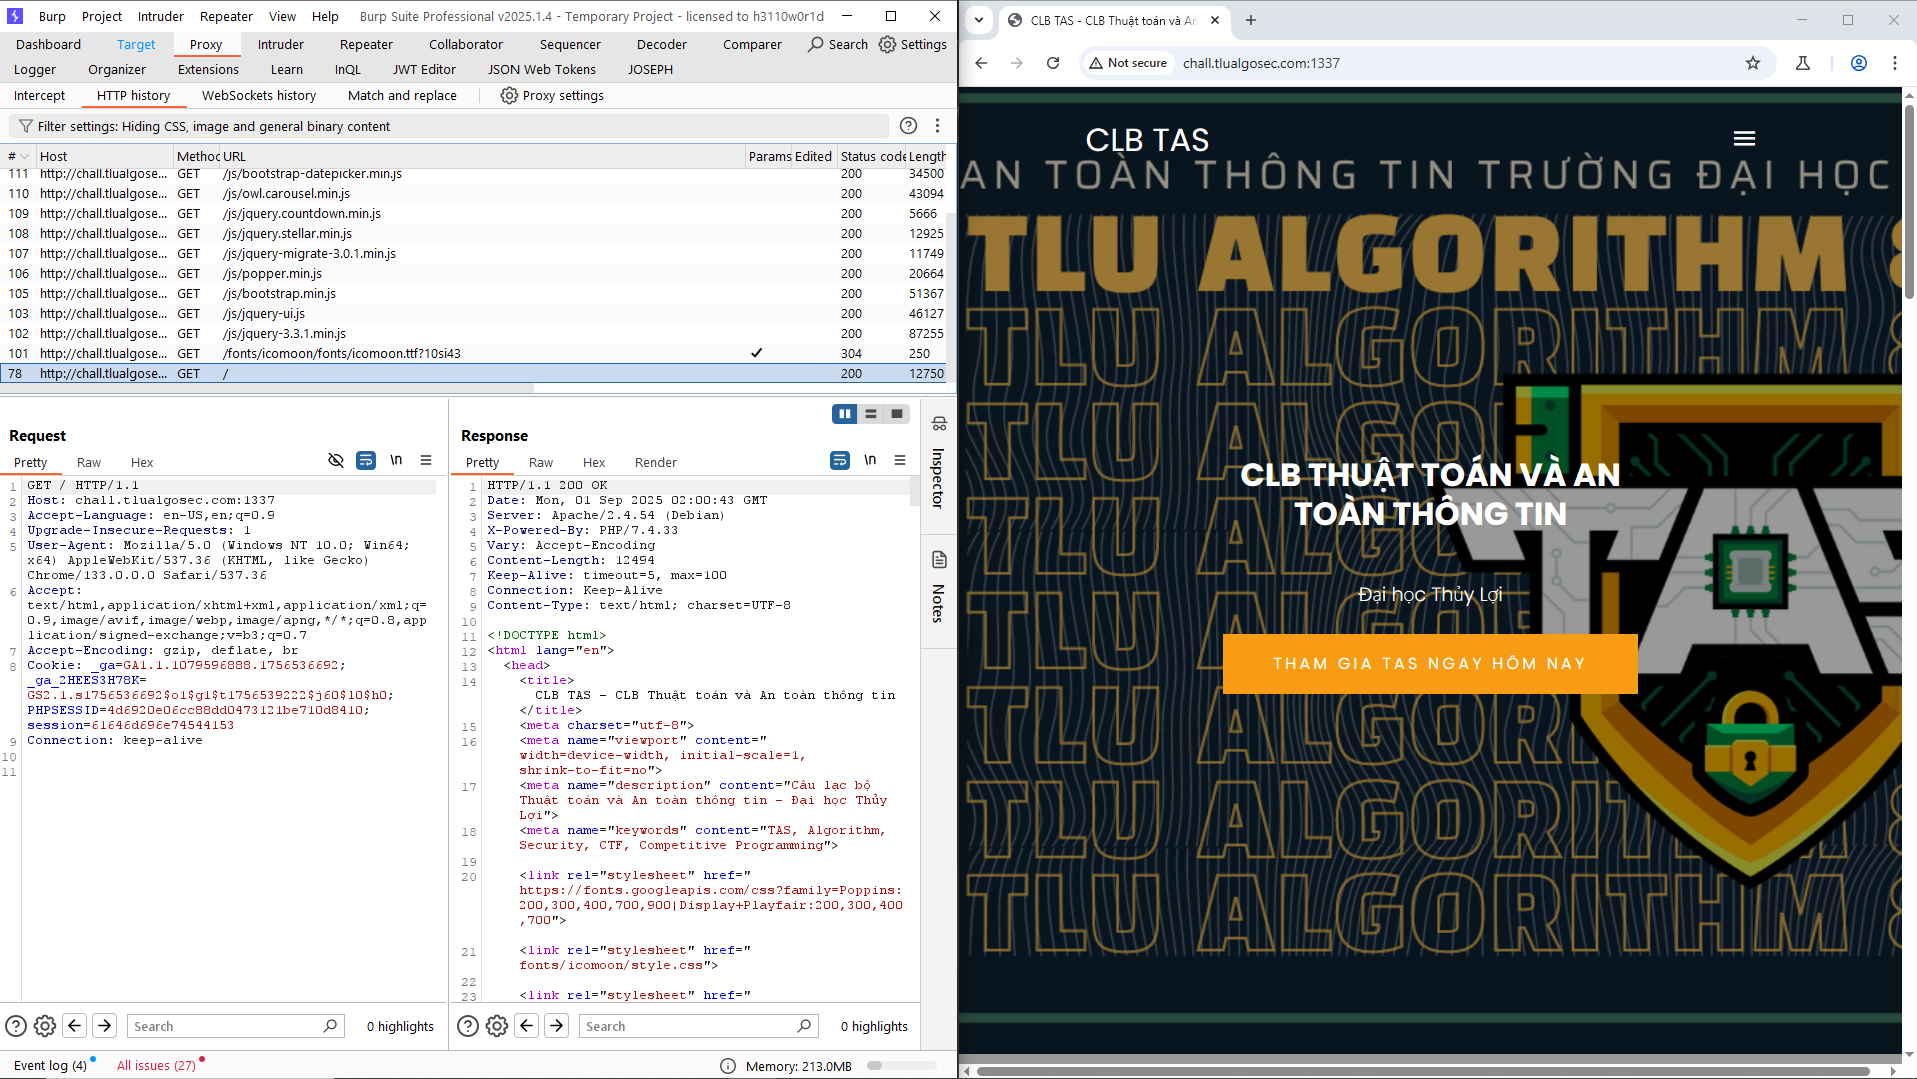 Burp Project Intruder Repeater View Help Burp Suite Professional v2025.1.4 - Temporary Project - licensed to h3110w0r1d
Dashboard Target Proxy Intruder Repeater Collaborator Sequencer Decoder Comparer Search Settings
Logger Organizer Extensions Learn InQL JWT Editor JSON Web Tokens JOSEPH
Intercept HTTP history WebSockets history Match and replace Proxy settings
Filter settings: Hiding CSS, image and general binary content
# Host Method URL Params Edited Status code Length
111 http://chall.tlualgose... GET /js/bootstrap-datepicker.min.js 200 34500
110 http://chall.tlualgose... GET /js/owl.carousel.min.js 200 43094
109 http://chall.tlualgose... GET /js/jquery.countdown.min.js 200 5666
108 http://chall.tlualgose... GET /js/jquery.stellar.min.js 200 12925
107 http://chall.tlualgose... GET /js/jquery-migrate-3.0.1.min.js 200 11749
106 http://chall.tlualgose... GET /js/popper.min.js 200 20664
105 http://chall.tlualgose... GET /js/bootstrap.min.js 200 51367
103 http://chall.tlualgose... GET /js/jquery-ui.js 200 46127
102 http://chall.tlualgose... GET /js/jquery-3.3.1.min.js 200 87255
101 http://chall.tlualgose... GET /fonts/icomoon/fonts/icomoon.ttf?10si43 ✓ 304 250
78 http://chall.tlualgose... GET / 200 12750
Request
Pretty Raw Hex \n
1 GET / HTTP/1.1
2 Host: chall.tlualgosec.com:1337
3 Accept-Language: en-US,en;q=0.9
4 Upgrade-Insecure-Requests: 1
5 User-Agent: Mozilla/5.0 (Windows NT 10.0; Win64;
x64) AppleWebKit/537.36 (KHTML, like Gecko)
Chrome/133.0.0.0 Safari/537.36
6 Accept:
text/html,application/xhtml+xml,application/xml;q=
0.9,image/avif,image/webp,image/apng,*/*;q=0.8,app
lication/signed-exchange;v=b3;q=0.7
7 Accept-Encoding: gzip, deflate, br
8 Cookie: _ga=GA1.1.1079596888.1756536692;
_ga_2HEES3H78K=
GS2.1.s1756536692$o1$g1$t1756539222$j60$l0$h0;
PHPSESSID=4d6920e06cc88dd0473121be710d8410;
session=61646d696e74544153
9 Connection: keep-alive
10
11
Search 0 highlights
Response
Pretty Raw Hex Render \n
1 HTTP/1.1 200 OK
2 Date: Mon, 01 Sep 2025 02:00:43 GMT
3 Server: Apache/2.4.54 (Debian)
4 X-Powered-By: PHP/7.4.33
5 Vary: Accept-Encoding
6 Content-Length: 12494
7 Keep-Alive: timeout=5, max=100
8 Connection: Keep-Alive
9 Content-Type: text/html; charset=UTF-8
10
11 <!DOCTYPE html>
12 <html lang="en">
13 <head>
14 <title>
CLB TAS - CLB Thuật toán và An toàn thông tin
</title>
15 <meta charset="utf-8">
16 <meta name="viewport" content="
width=device-width, initial-scale=1,
shrink-to-fit=no">
17 <meta name="description" content="Câu lạc bộ
Thuật toán và An toàn thông tin - Đại học Thủy
Lợi">
18 <meta name="keywords" content="TAS, Algorithm,
Security, CTF, Competitive Programming">
19
20 <link rel="stylesheet" href="
https://fonts.googleapis.com/css?family=Poppins:
200,300,400,700,900|Display+Playfair:200,300,400
,700">
21 <link rel="stylesheet" href="
fonts/icomoon/style.css">
22
23 <link rel="stylesheet" href="
Search 0 highlights
Inspector
Notes
Event log (4) All issues (27) Memory: 213.0MB
CLB TAS - CLB Thuật toán và An
Not secure chall.tlualgosec.com:1337
CLB TAS
AN TOÀN THÔNG TIN TRƯỜNG ĐẠI HỌC
TLU ALGORITHM &
TLU ALGORITHM &
TLU ALGORITHM
TLU ALGO
TLU ALGO
CLB THUẬT TOÁN VÀ AN
TOÀN THÔNG TIN
TAS
Đại học Thủy Lợi
THAM GIA TAS NGAY HÔM NAY
TLU ALGO
TLU ALGOR
TLU ALGORITHM &
TLU ALGORITHM &